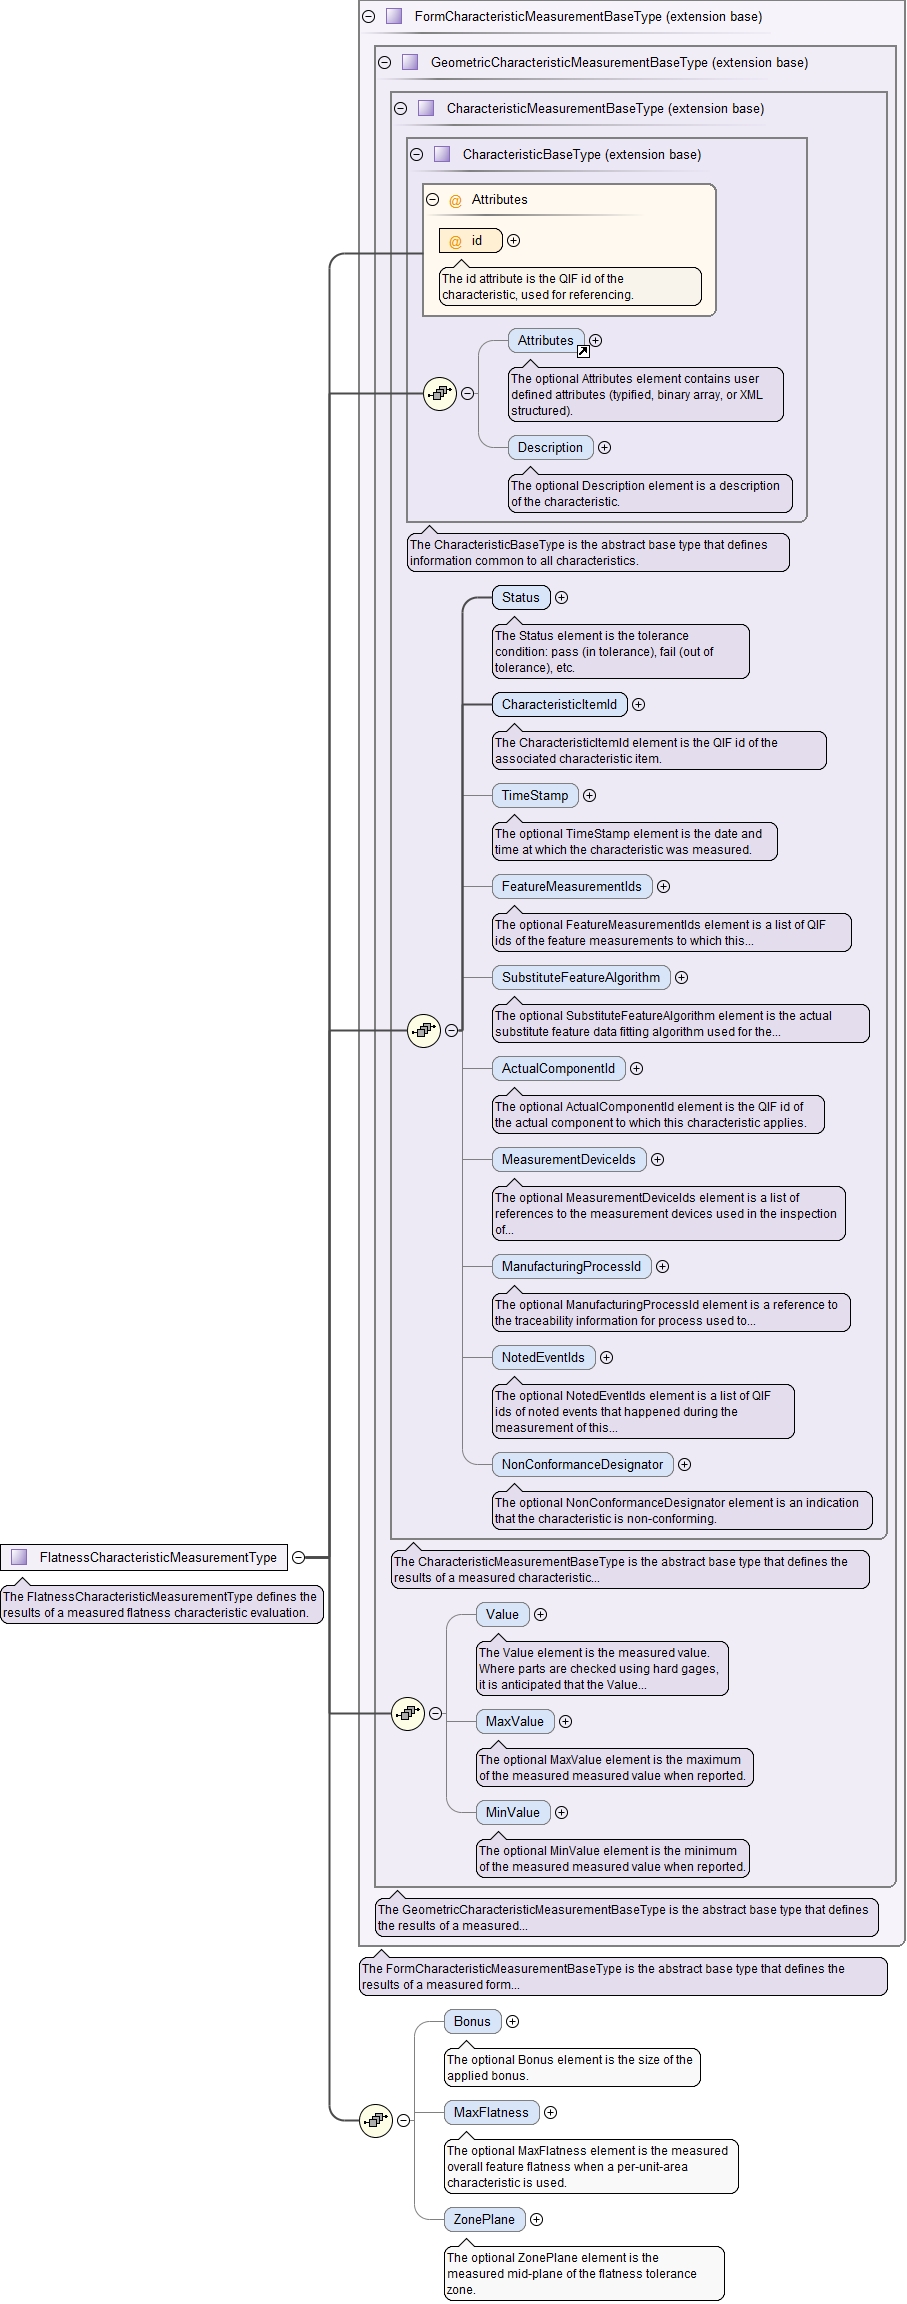 FormCharacteristicMeasurementBaseType (extension base)
GeometricCharacteristicMeasurementBaseType (extension base)
CharacteristicMeasurementBaseType (extension base)
CharacteristicBaseType (extension base)
@ Attributes
@ id
The id attribute is the QIF id of the
characteristic, used for referencing.
Attributes
The optional Attributes element contains user
defined attributes (typified, binary array, or XML
structured).
Description
The optional Description element is a description
of the characteristic.
The CharacteristicBaseType is the abstract base type that defines
information common to all characteristics.
Status
The Status element is the tolerance
condition: pass (in tolerance), fail (out of
tolerance), etc.
CharacteristicItemId
The CharacteristicItemId element is the QIF id of the
associated characteristic item.
TimeStamp
The optional TimeStamp element is the date and
time at which the characteristic was measured.
FeatureMeasurementIds
The optional FeatureMeasurementIds element is a list of QIF
ids of the feature measurements to which this...
SubstituteFeatureAlgorithm
The optional SubstituteFeatureAlgorithm element is the actual
substitute feature data fitting algorithm used for the...
ActualComponentId
The optional ActualComponentId element is the QIF id of
the actual component to which this characteristic applies.
MeasurementDeviceIds
The optional MeasurementDeviceIds element is a list of
references to the measurement devices used in the inspection
of...
ManufacturingProcessId
The optional ManufacturingProcessId element is a reference to
the traceability information for process used to...
NotedEventIds
The optional NotedEventIds element is a list of QIF
ids of noted events that happened during the
measurement of this...
NonConformanceDesignator
The optional NonConformanceDesignator element is an indication
that the characteristic is non-conforming.
FlatnessCharacteristicMeasurementType
The FlatnessCharacteristicMeasurementType defines the
results of a measured flatness characteristic evaluation.
The CharacteristicMeasurementBaseType is the abstract base type that defines the
results of a measured characteristic...
Value
The Value element is the measured value.
Where parts are checked using hard gages,
it is anticipated that the Value...
MaxValue
The optional MaxValue element is the maximum
of the measured measured value when reported.
MinValue
The optional MinValue element is the minimum
of the measured measured value when reported.
The GeometricCharacteristicMeasurementBaseType is the abstract base type that defines
the results of a measured...
The FormCharacteristicMeasurementBaseType is the abstract base type that defines the
results of a measured form...
Bonus
The optional Bonus element is the size of the
applied bonus.
MaxFlatness
The optional MaxFlatness element is the measured
overall feature flatness when a per-unit-area
characteristic is used.
ZonePlane
The optional ZonePlane element is the
measured mid-plane of the flatness tolerance
zone.